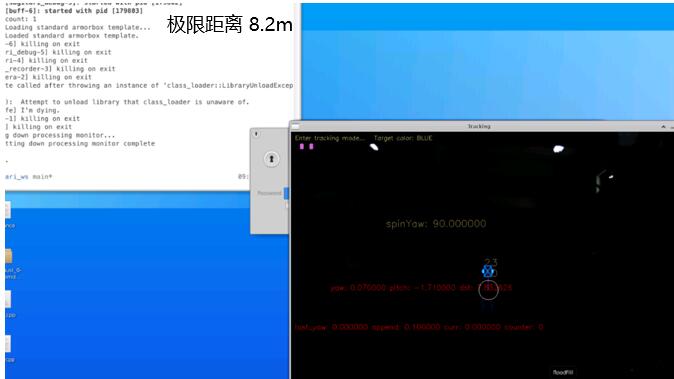 [buff-6]: started with pid [179803]
极限距离 8.2m
count: 1
Loading standard armorbox template...
Loaded standard armorbox template.
-6] killing on exit
ri_debug-5] killing on exit
ri-4] killing on exit
_recorder-3] killing on exit
era-2] killing on exit
te called after throwing an instance of 'class_loader::LibraryUnloadExcep
): Attempt to unload library that class_loader is unaware of.
fe] I'm dying.
-1] killing on exit
] killing on exit
g down processing monitor...
tting down processing monitor complete
ari_ws main*
09:
Tracking
Enter tracking mode... Target color: BLUE
Password
spinYaw: 90.000000
23
yaw: 0.070000 pitch: -1.710000 dst:
0.000000 append: 0.100000 curr: 0.000000 counter: 0
FloodFill